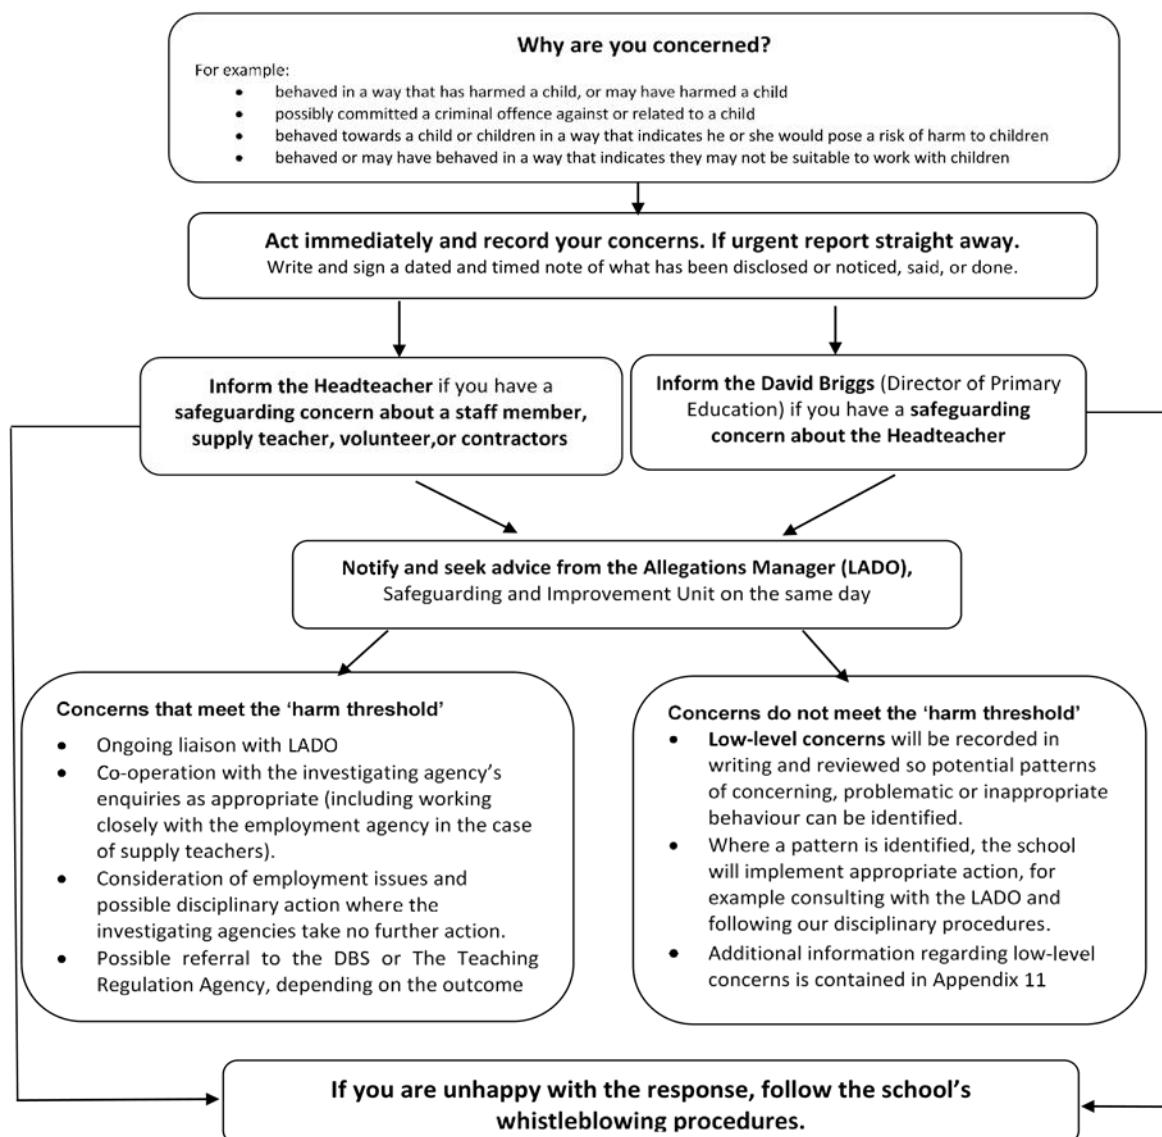 Why are you concerned?
For example:
• behaved in a way that has harmed a child, or may have harmed a child
• possibly committed a criminal offence against or related to a child
• behaved towards a child or children in a way that indicates he or she would pose a risk of harm to children
• behaved or may have behaved in a way that indicates they may not be suitable to work with children
Act immediately and record your concerns. If urgent report straight away.
Write and sign a dated and timed note of what has been disclosed or noticed, said, or done.
Inform the Headteacher if you have a
safeguarding concern about a staff member,
supply teacher, volunteer,or contractors
Inform the David Briggs (Director of Primary
Education) if you have a safeguarding
concern about the Headteacher
Notify and seek advice from the Allegations Manager (LADO),
Safeguarding and Improvement Unit on the same day
Concerns that meet the ‘harm threshold’
• Ongoing liaison with LADO
• Co-operation with the investigating agency’s
enquiries as appropriate (including working
closely with the employment agency in the case
of supply teachers).
• Consideration of employment issues and
possible disciplinary action where the
investigating agencies take no further action.
• Possible referral to the DBS or The Teaching
Regulation Agency, depending on the outcome
Concerns do not meet the ‘harm threshold’
• Low-level concerns will be recorded in
writing and reviewed so potential patterns
of concerning, problematic or inappropriate
behaviour can be identified.
• Where a pattern is identified, the school
will implement appropriate action, for
example consulting with the LADO and
following our disciplinary procedures.
• Additional information regarding low-level
concerns is contained in Appendix 11
If you are unhappy with the response, follow the school’s
whistleblowing procedures.